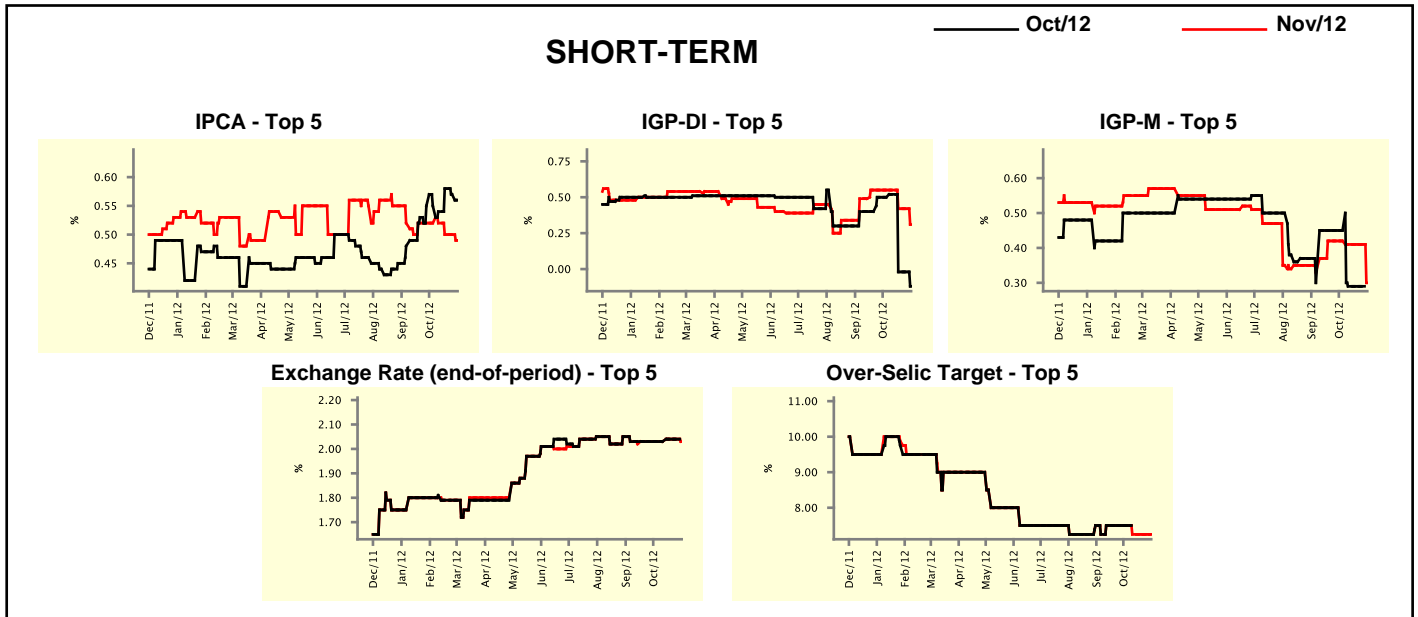 Oct/12 Nov/12
SHORT-TERM
IPCA - Top 5
0.60
0.55
0.50
0.45
%
Dec/11 Jan/12 Feb/12 Mar/12 Apr/12 May/12 Jun/12 Jul/12 Aug/12 Sep/12 Oct/12
IGP-DI - Top 5
0.75
0.50
0.25
0.00
%
Dec/11 Jan/12 Feb/12 Mar/12 Apr/12 May/12 Jun/12 Jul/12 Aug/12 Sep/12 Oct/12
IGP-M - Top 5
0.60
0.50
0.40
0.30
%
Dec/11 Jan/12 Feb/12 Mar/12 Apr/12 May/12 Jun/12 Jul/12 Aug/12 Sep/12 Oct/12
Exchange Rate (end-of-period) - Top 5
2.20
2.10
2.00
1.90
1.80
1.70
%
Dec/11 Jan/12 Feb/12 Mar/12 Apr/12 May/12 Jun/12 Jul/12 Aug/12 Sep/12 Oct/12
Over-Selic Target - Top 5
11.00
10.00
9.00
8.00
%
Dec/11 Jan/12 Feb/12 Mar/12 Apr/12 May/12 Jun/12 Jul/12 Aug/12 Sep/12 Oct/12